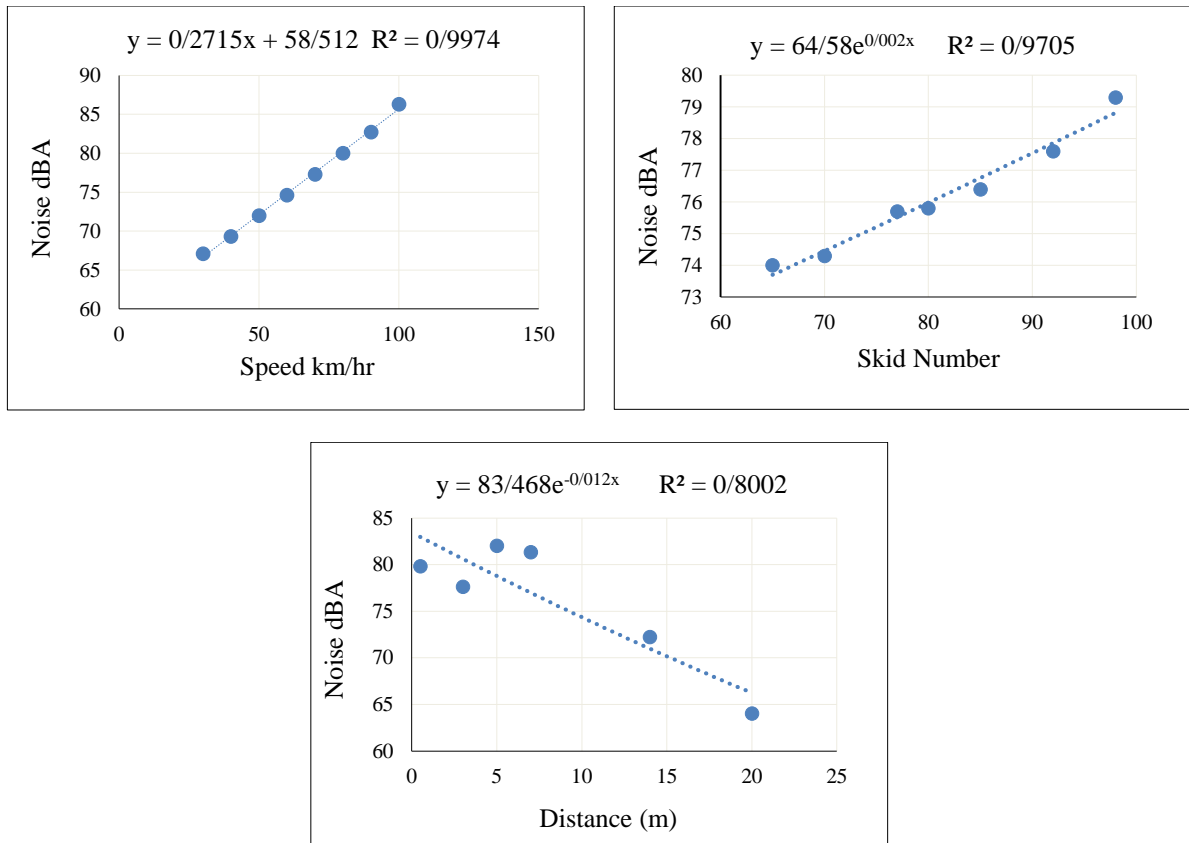 y = 0/2715x + 58/512 R² = 0/9974
90
85
80
75
70
65
60
Noise dBA
0 50 100 150
Speed km/hr
y = 64/58e^0/002x R² = 0/9705
80
79
78
77
76
75
74
73
Noise dBA
60 70 80 90 100
Skid Number
y = 83/468e^-0/012x R² = 0/8002
85
80
75
70
65
60
Noise dBA
0 5 10 15 20 25
Distance (m)